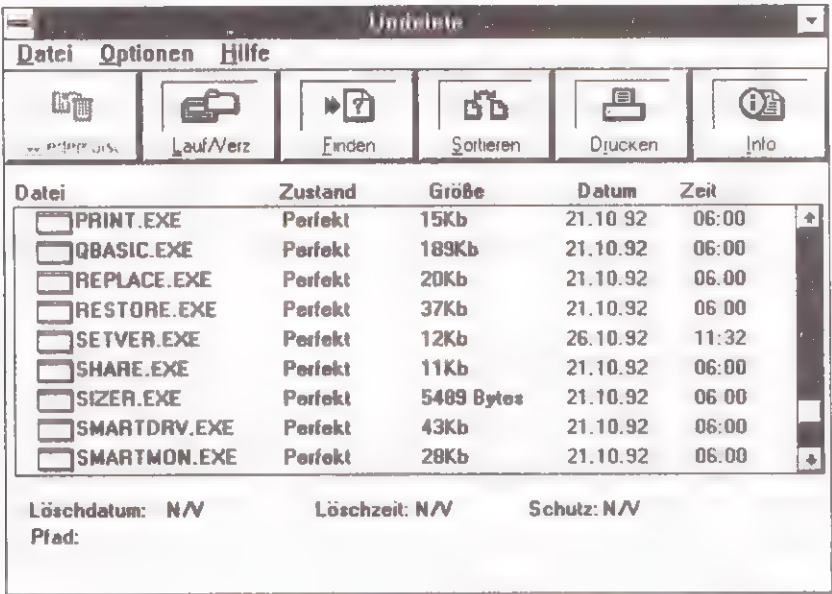 Undelete
Datei Optionen Hilfe
Lauf/Verz Finden Sortieren Drucken Info
Datei Zustand Größe Datum Zeit
PRINT.EXE Perfekt 15Kb 21.10.92 06:00
QBASIC.EXE Perfekt 189Kb 21.10.92 06:00
REPLACE.EXE Perfekt 20Kb 21.10.92 06:00
RESTORE.EXE Perfekt 37Kb 21.10.92 06:00
SETVER.EXE Perfekt 12Kb 26.10.92 11:32
SHARE.EXE Perfekt 11Kb 21.10.92 06:00
SIZER.EXE Perfekt 5489 Bytes 21.10.92 06:00
SMARTDRV.EXE Perfekt 43Kb 21.10.92 06:00
SMARTMON.EXE Perfekt 28Kb 21.10.92 06:00
Löschdatum: N/V Löschzeit: N/V Schutz: N/V
Pfad: